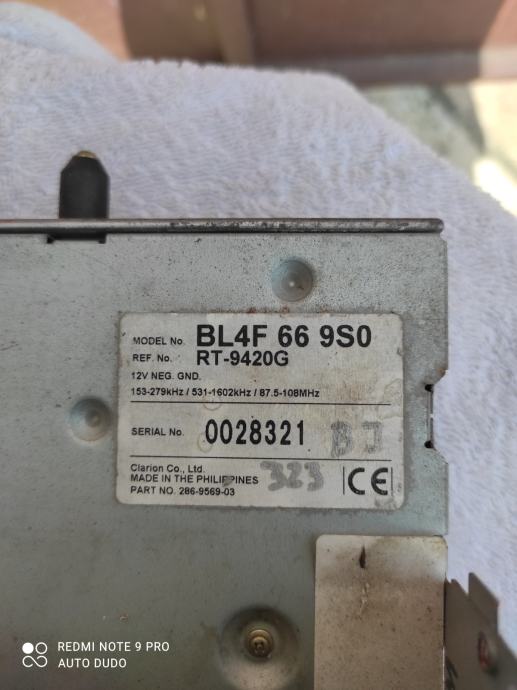 MODEL No. BL4F 66 9S0
REF. No. RT-9420G
12V NEG. GND.
153-279kHz / 531-1602kHz / 87.5-108MHz
SERIAL No. 0028321 BJ
Clarion Co., Ltd. 323
MADE IN THE PHILIPPINES
PART NO. 286-9569-03
CE
REDMI NOTE 9 PRO
AUTO DUDO